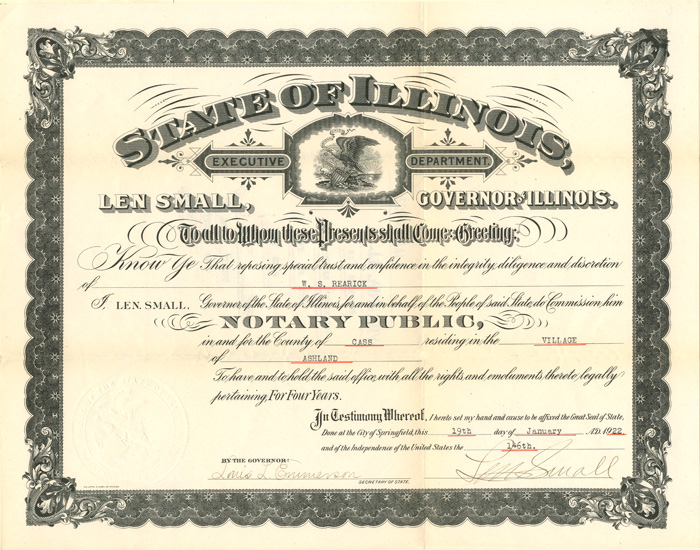 STATE OF ILLINOIS,
EXECUTIVE DEPARTMENT
LEN SMALL, GOVERNOR OF ILLINOIS.
To all to Whom these Presents shall Come Greeting:
Know Ye That reposing special trust and confidence in the integrity, diligence and discretion
of W. S. REARICK
I, LEN SMALL, Governor of the State of Illinois, for and in behalf of the People of said State, do Commission him
NOTARY PUBLIC,
in and for the County of CASS residing in the VILLAGE
of ASHLAND
To have and to hold the said office, with all the rights and emoluments, thereto legally
pertaining, For Four Years.
In Testimony Whereof, I hereto set my hand and cause to be affixed the Great Seal of State,
Done at the City of Springfield, this 19th day of January A.D. 1922
and of the Independence of the United States the 146th.
BY THE GOVERNOR:
Louis L. Emmerson Len Small
SECRETARY OF STATE.